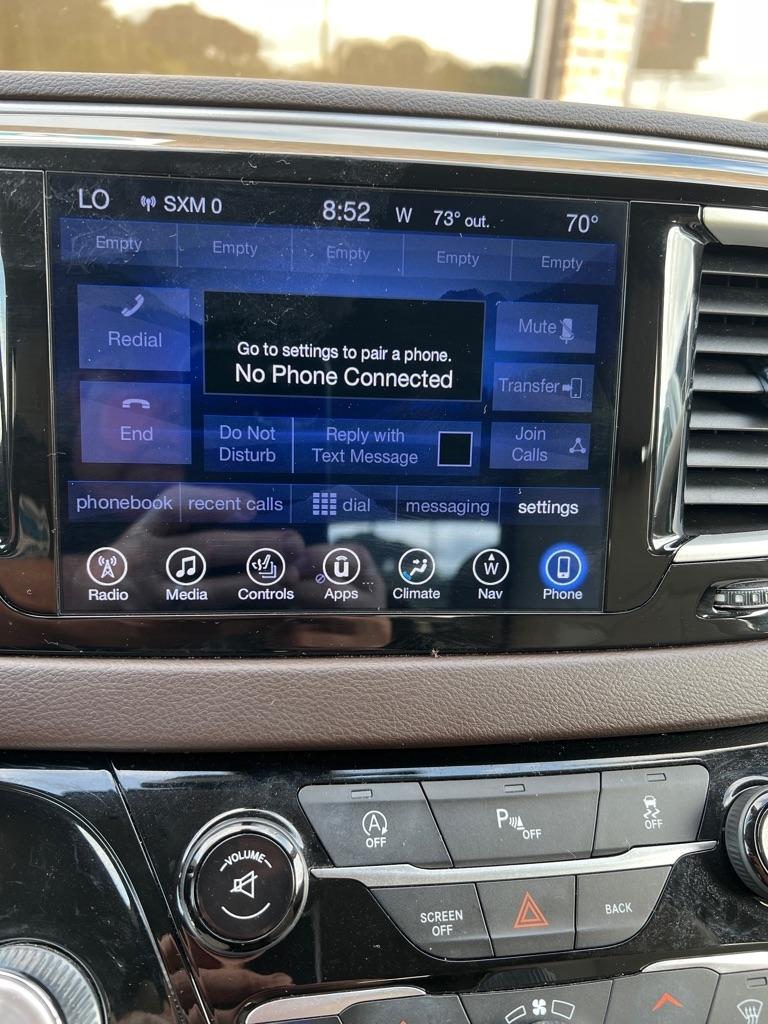 LO SXM 0 8:52 W 73° out. 70°
Empty Empty Empty Empty Empty
Redial
Go to settings to pair a phone.
No Phone Connected
Mute
Transfer
End
Do Not
Disturb
Reply with
Text Message
Join
Calls
phonebook recent calls dial messaging settings
W
Radio Media Controls Apps ... Climate Nav Phone
A
OFF
P
OFF
OFF
VOLUME
SCREEN
OFF
BACK